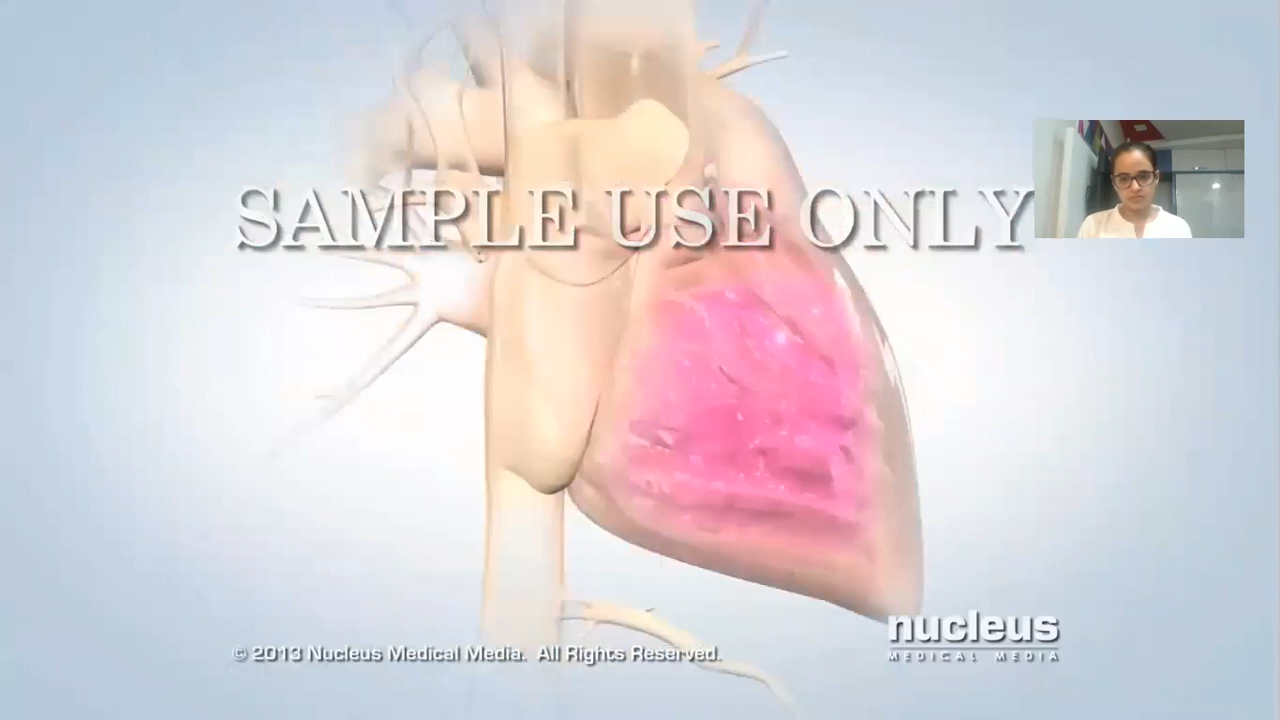 SAMPLE USE ONLY
nucleus
MEDICAL MEDIA
© 2013 Nucleus Medical Media. All Rights Reserved.